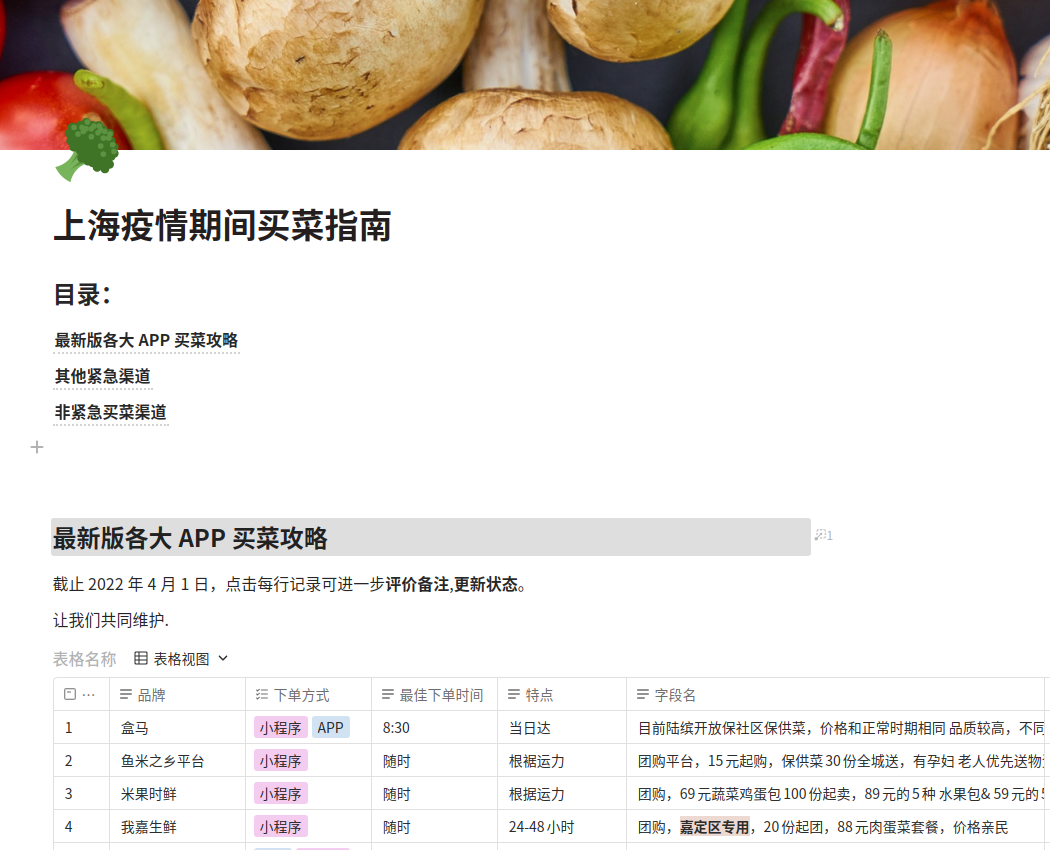 上海疫情期间买菜指南
目录：
最新版各大 APP 买菜攻略
其他紧急渠道
非紧急买菜渠道
最新版各大 APP 买菜攻略 1
截止 2022 年 4 月 1 日，点击每行记录可进一步评价备注,更新状态。
让我们共同维护.
表格名称 表格视图
... 品牌 下单方式 最佳下单时间 特点 字段名
1 盒马 小程序 APP 8:30 当日达 目前陆缤开放保社区保供菜，价格和正常时期相同 品质较高，不同
2 鱼米之乡平台 小程序 随时 根裾运力 团购平台，15元起购，保供菜30份全城送，有孕妇 老人优先送物
3 米果时鲜 小程序 随时 根据运力 团购，69元蔬菜鸡蛋包100份起卖，89元的5种 水果包& 59元的5
4 我嘉生鲜 小程序 随时 24-48小时 团购，嘉定区专用，20份起团，88元肉蛋菜套餐，价格亲民